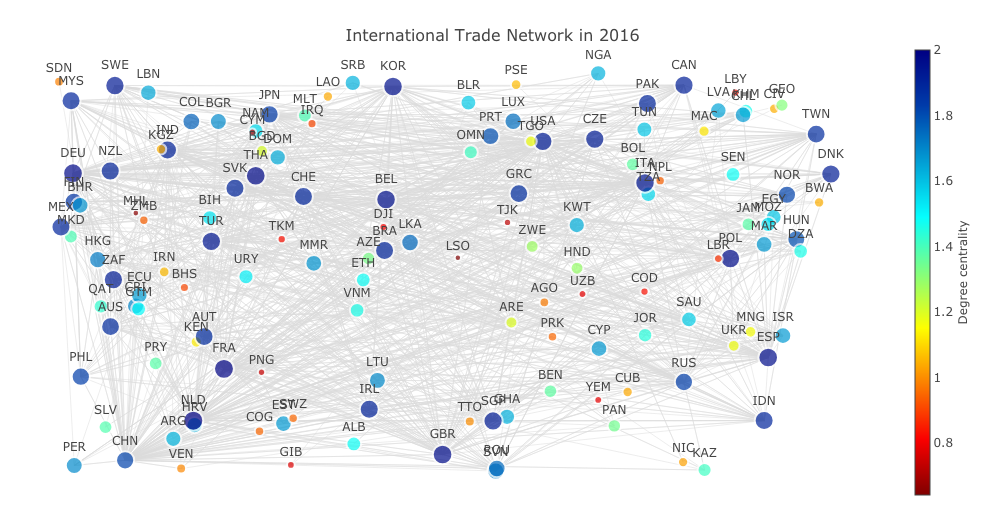 International Trade Network in 2016
NGA
SDN
SWE
LBN
SRB
KOR
PSE
CAN
MYS
LAO
BLR
PAK
LBY
GEO
COL
BGR
JPN
MLT
LUX
LVA
KHM
CIV
CHL
NAM
IRQ
PRT
USA
TUN
MAC
TWN
CYM
IND
KGZ
BGD
DOM
OMN
TGO
CZE
DEU
NZL
THA
BOL
ITA
NPL
SEN
DNK
SVK
CHE
BEL
GRC
TZA
NOR
FIN
BHR
BWA
MEX
MHL
ZMB
BIH
DJI
TJK
KWT
JAM
MOZ
EGY
MKD
TUR
TKM
BRA
LKA
ZWE
MAR
HUN
HKG
AZE
LSO
POL
DZA
ZAF
IRN
MMR
HND
LBR
ECU
BHS
URY
ETH
UZB
COD
QAT
CRI
GTM
VNM
AGO
SAU
AUS
AUT
ARE
PRK
JOR
MNG
ISR
KEN
CYP
UKR
ESP
PHL
PRY
FRA
PNG
LTU
RUS
IRL
BEN
YEM
CUB
SLV
NLD
HRV
EST
SWZ
TTO
SGP
GHA
PAN
IDN
ARG
COG
PER
CHN
VEN
GIB
ALB
GBR
ROU
SVN
NIC
KAZ
2
1.8
1.6
1.4
1.2
1
0.8
Degree centrality